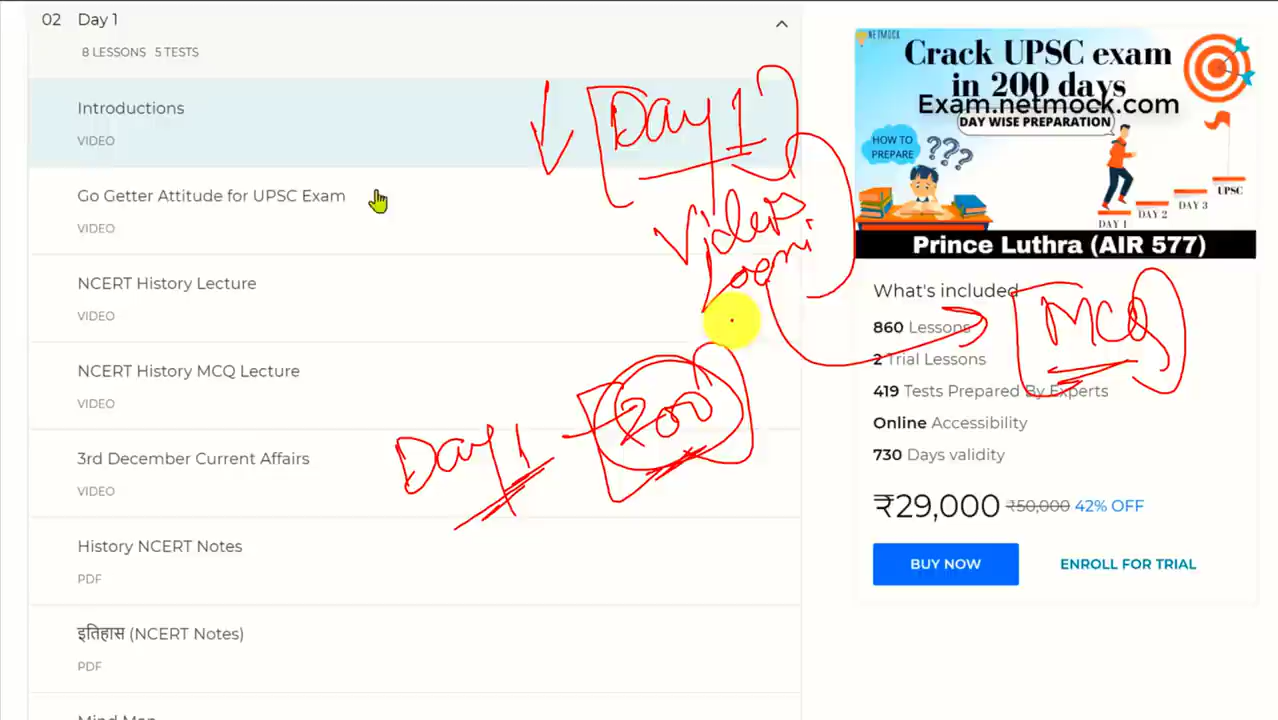 02 Day 1
8 LESSONS 5 TESTS
Introductions
VIDEO
Go Getter Attitude for UPSC Exam
VIDEO
NCERT History Lecture
VIDEO
NCERT History MCQ Lecture
VIDEO
3rd December Current Affairs
VIDEO
History NCERT Notes
PDF
इतिहास (NCERT Notes)
PDF
Mind Map
Day 1
Day 1 - 200
MCQ
NETMOCK
Crack UPSC exam
in 200 days
Exam.netmock.com
DAY WISE PREPARATION
HOW TO
PREPARE
???
DAY 1
DAY 2
DAY 3
UPSC
Prince Luthra (AIR 577)
What's included
860 Lessons
2 Trial Lessons
419 Tests Prepared By Experts
Online Accessibility
730 Days validity
₹29,000 ₹50,000 42% OFF
BUY NOW
ENROLL FOR TRIAL